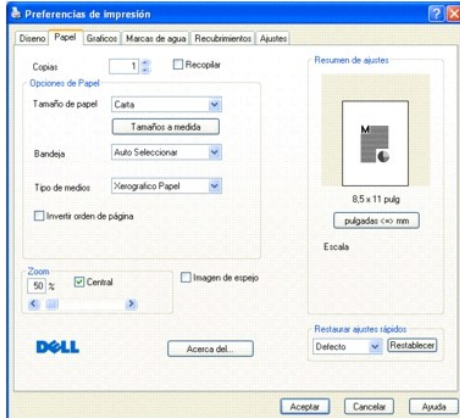 Preferencias de impresión
Diseno Papel Graficos Marcas de agua Recubrimientos Ajustes
Copias 1 Recopilar
Opciones de Papel
Tamaño de papel Carta
Tamaños a medida
Bandeja Auto Seleccionar
Tipo de medios Xerografico Papel
Invertir orden de página
Zoom
50 % Central
Imagen de espejo
DELL
Acerca del...
Resumen de ajustes
M
8,5 x 11 pulg
pulgadas <=> mm
Escala
Restaurar ajustes rápidos
Defecto Restablecer
Aceptar Cancelar Ayuda